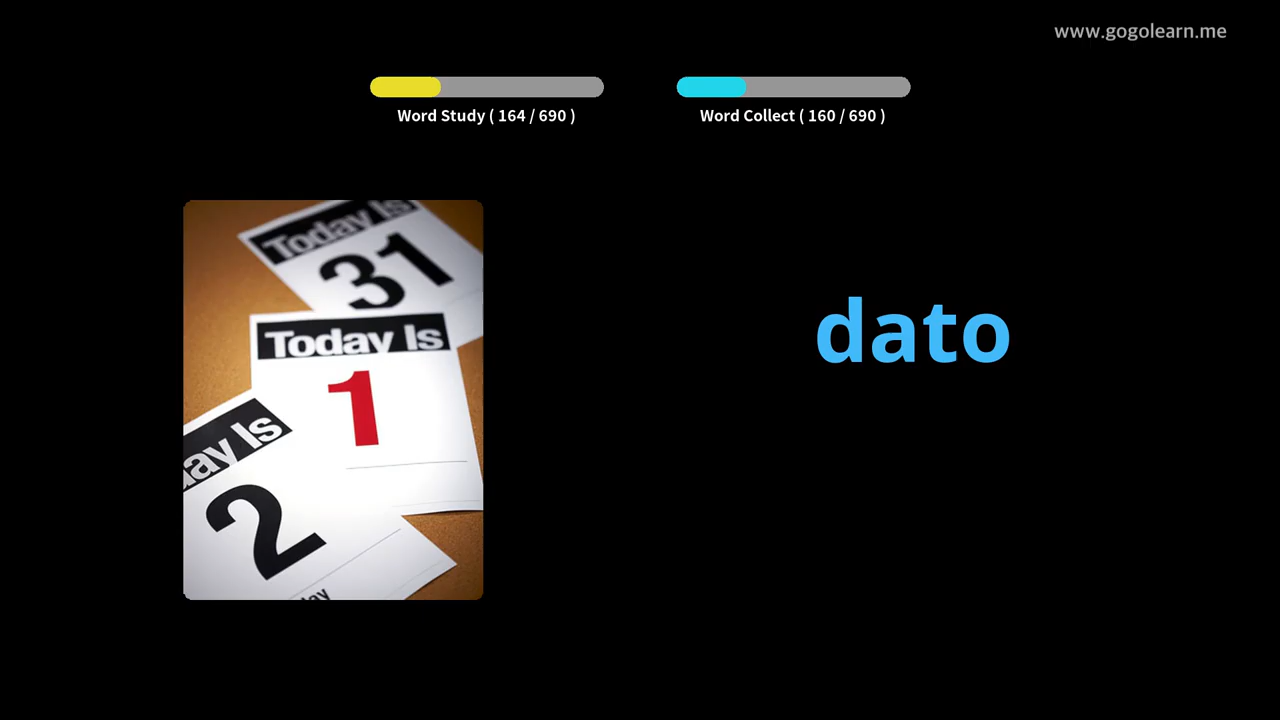 www.gogolearn.me
Word Study ( 164 / 690 )
Word Collect ( 160 / 690 )
Today Is
31
Today Is
1
dato
ay Is
2
ay